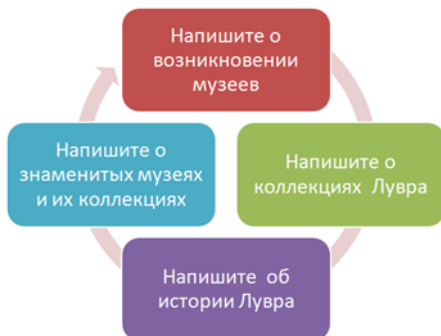 Напишите о
возникновении
музеев
Напишите о
коллекциях Лувра
Напишите об
истории Лувра
Напишите о
знаменитых музеях
и их коллекциях